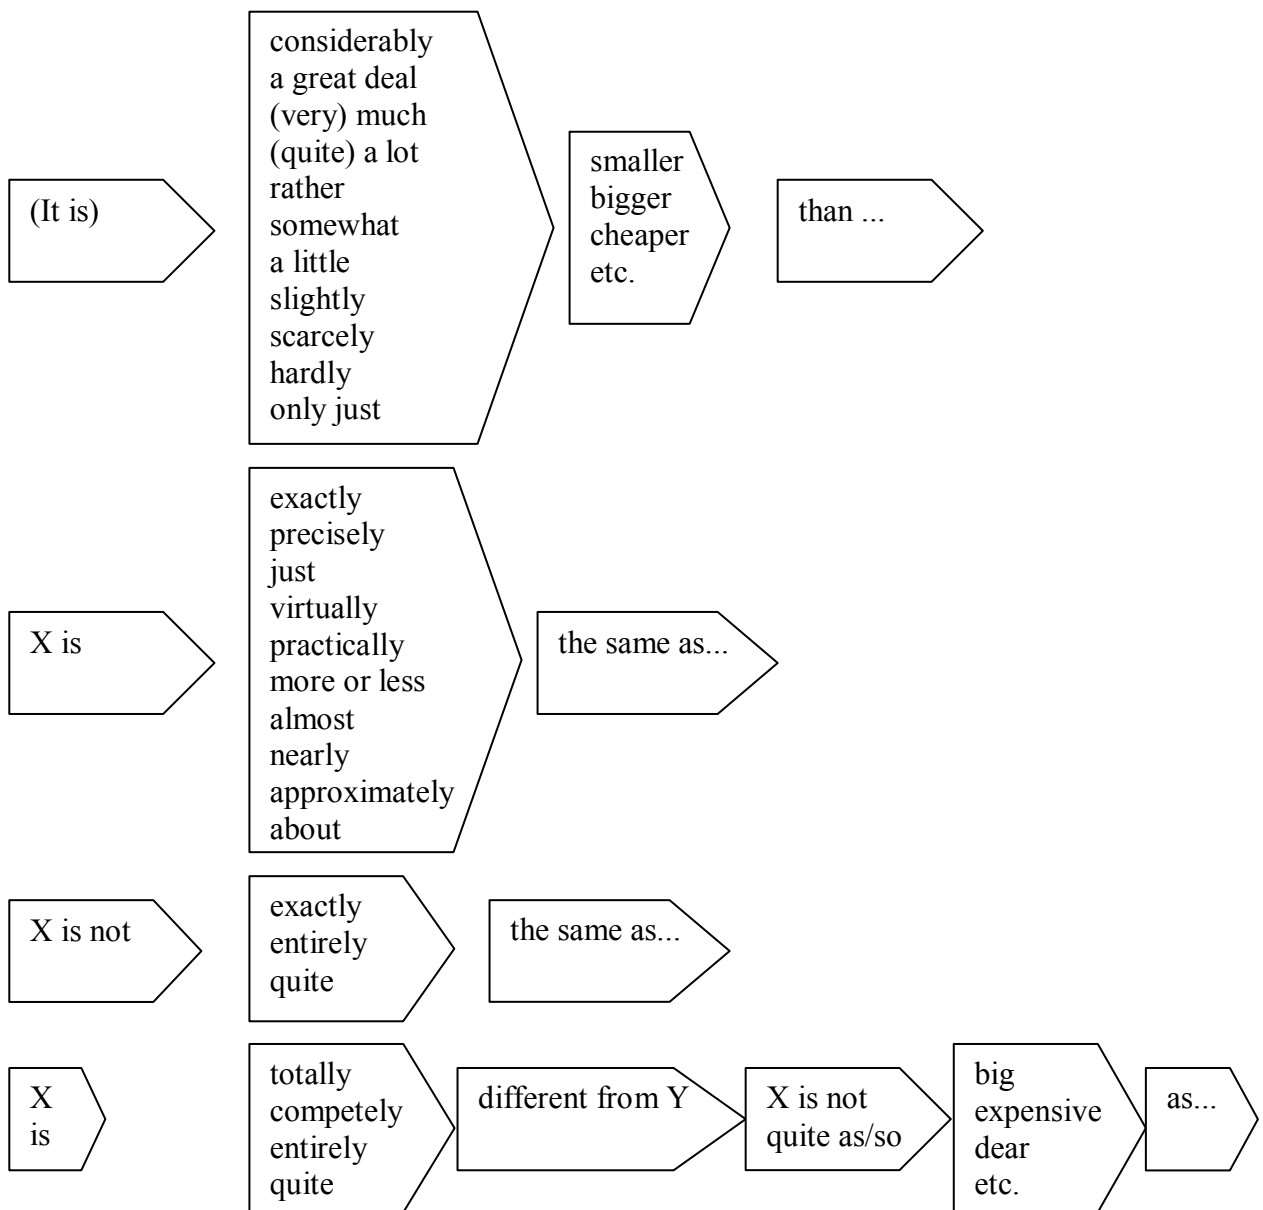 (It is)
considerably
a great deal
(very) much
(quite) a lot
rather
somewhat
a little
slightly
scarcely
hardly
only just
smaller
bigger
cheaper
etc.
than ...
X is
exactly
precisely
just
virtually
practically
more or less
almost
nearly
approximately
about
the same as...
X is not
exactly
entirely
quite
the same as...
X
is
totally
competely
entirely
quite
different from Y
X is not
quite as/so
big
expensive
dear
etc.
as...